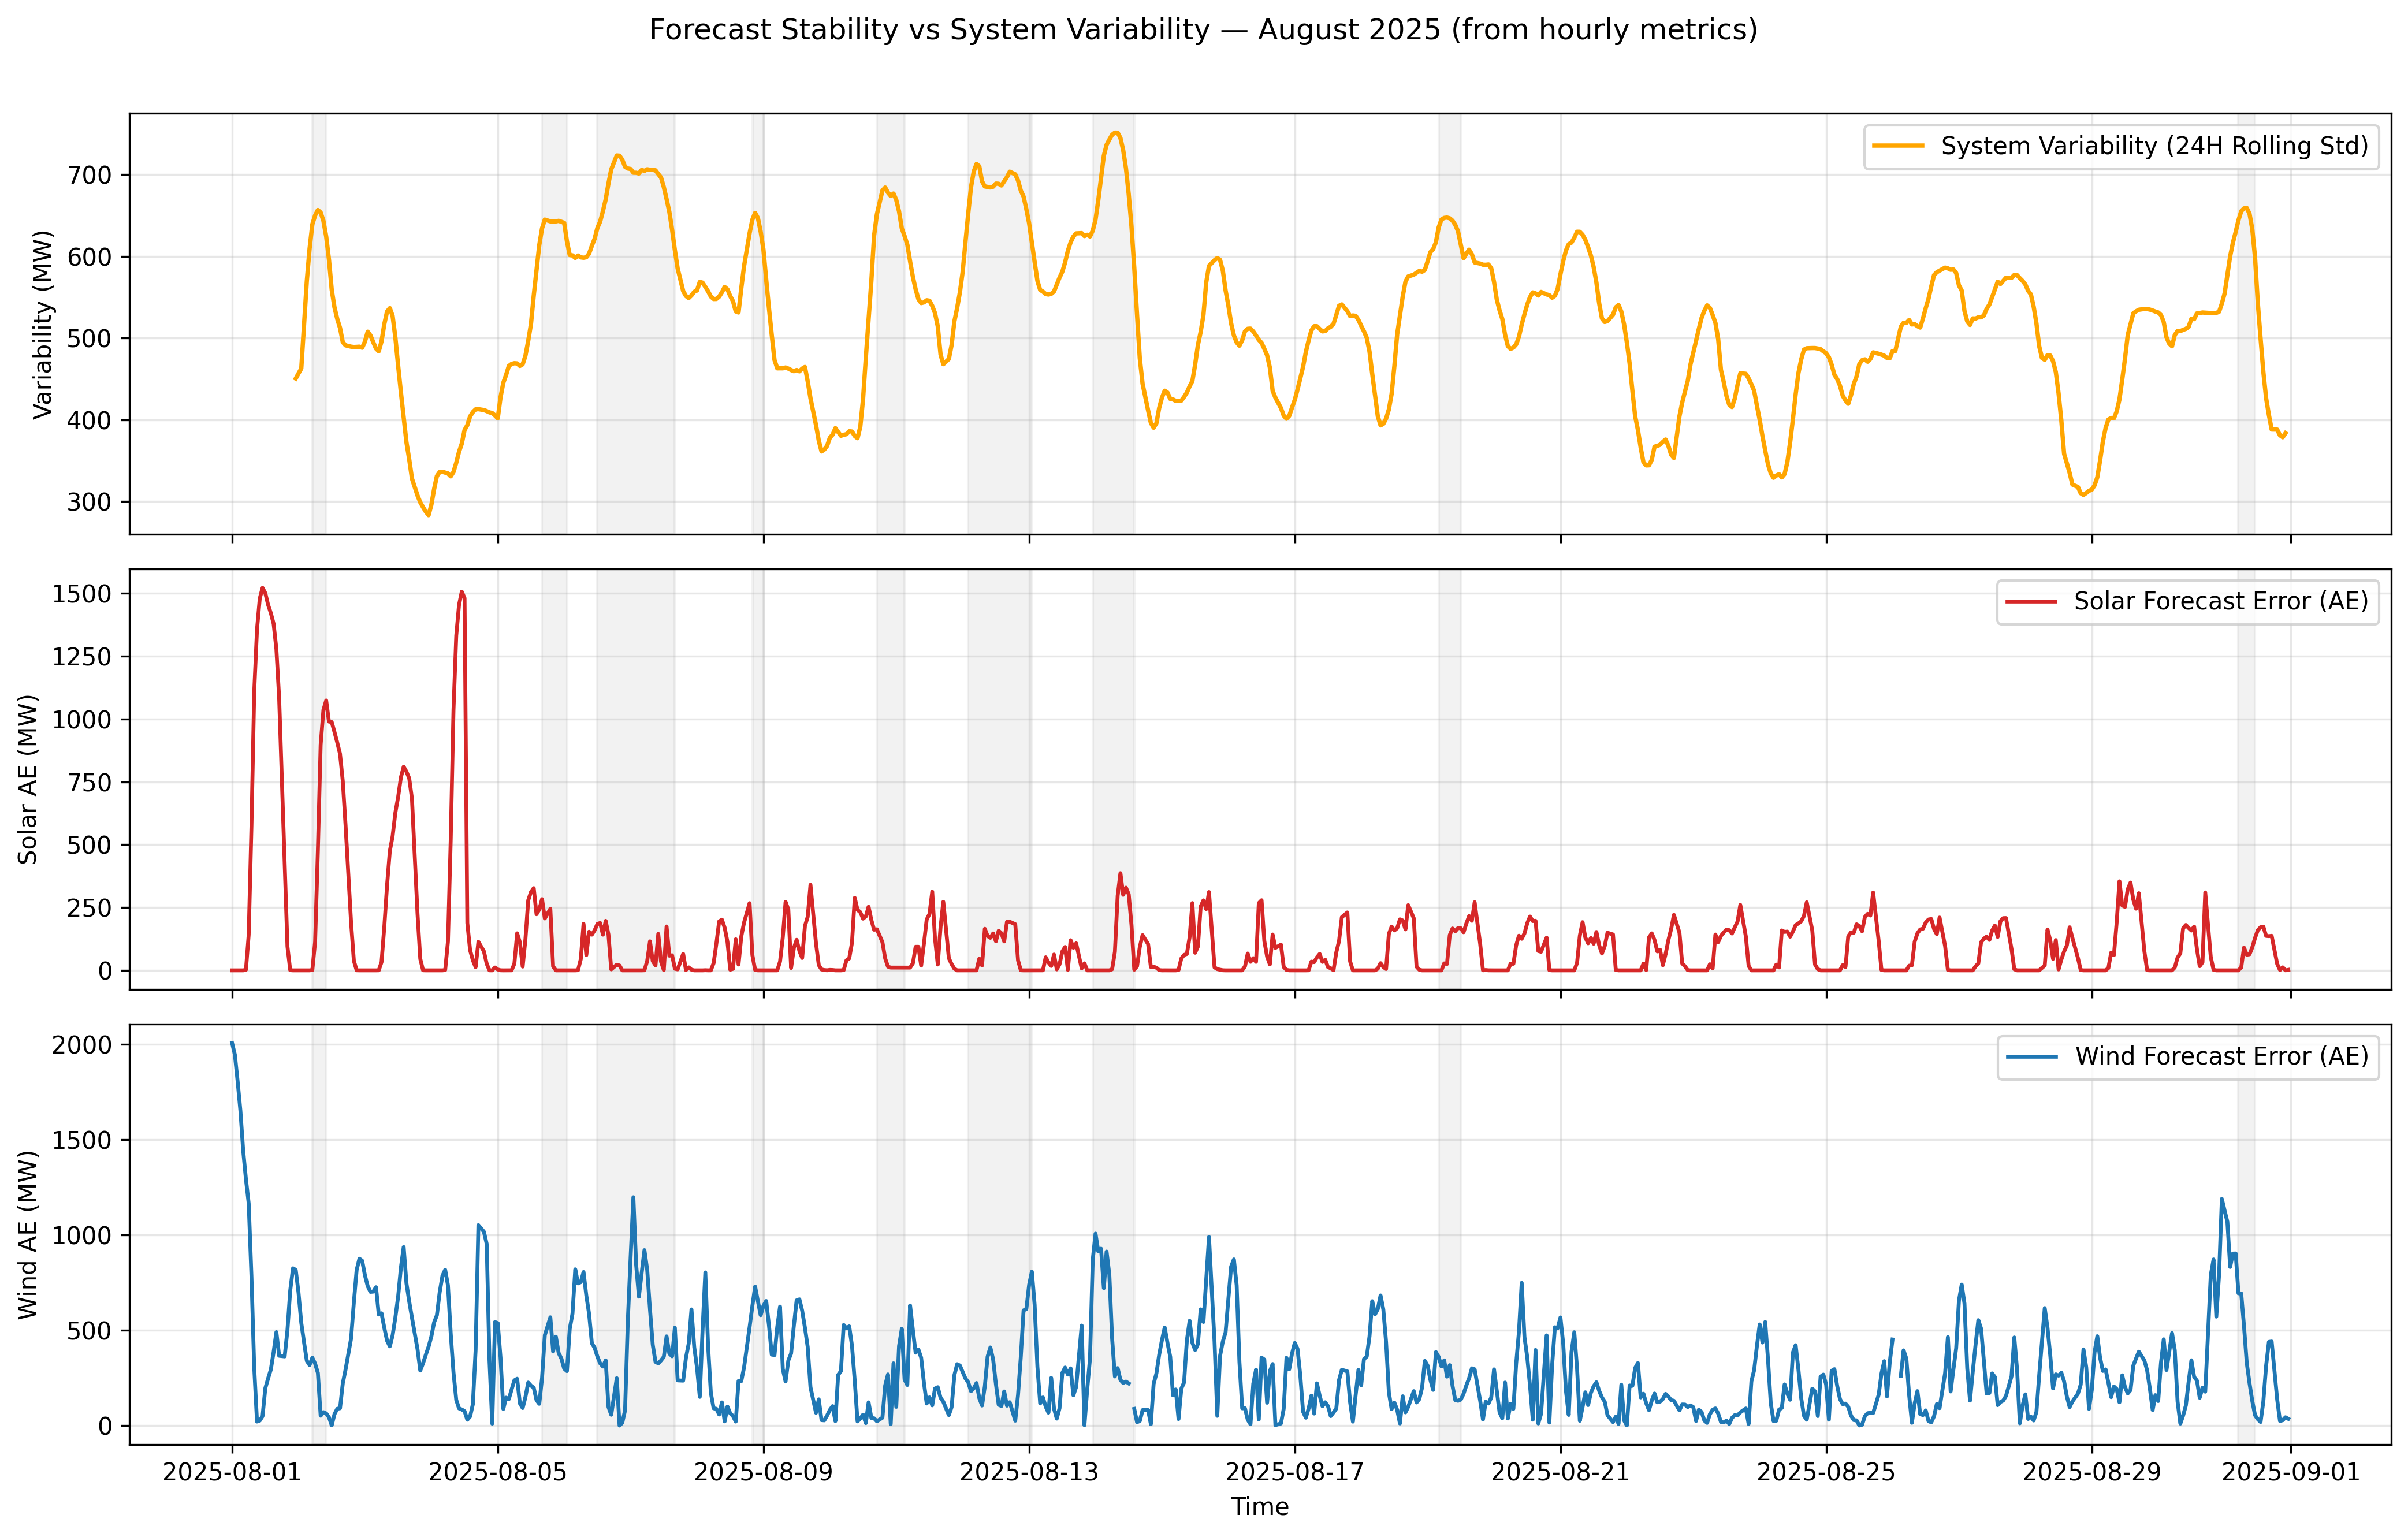 Forecast Stability vs System Variability — August 2025 (from hourly metrics)
System Variability (24H Rolling Std)
Variability (MW)
700
600
500
400
300
Solar Forecast Error (AE)
Solar AE (MW)
1500
1250
1000
750
500
250
0
Wind Forecast Error (AE)
Wind AE (MW)
2000
1500
1000
500
0
2025-08-01 2025-08-05 2025-08-09 2025-08-13 2025-08-17 2025-08-21 2025-08-25 2025-08-29 2025-09-01
Time